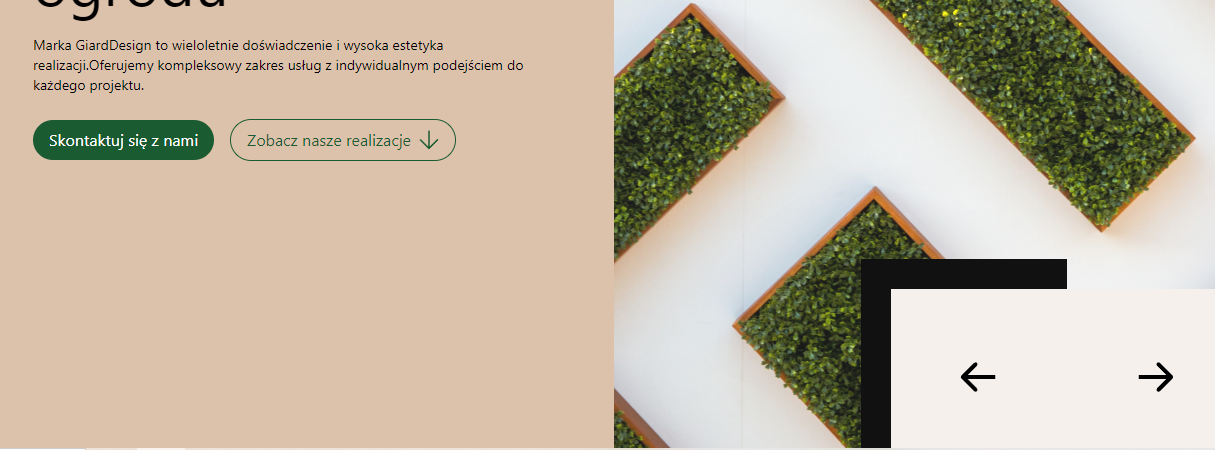 ogrodu
Marka GiardDesign to wieloletnie doświadczenie i wysoka estetyka
realizacji.Oferujemy kompleksowy zakres usług z indywidualnym podejściem do
każdego projektu.
Skontaktuj się z nami
Zobacz nasze realizacje